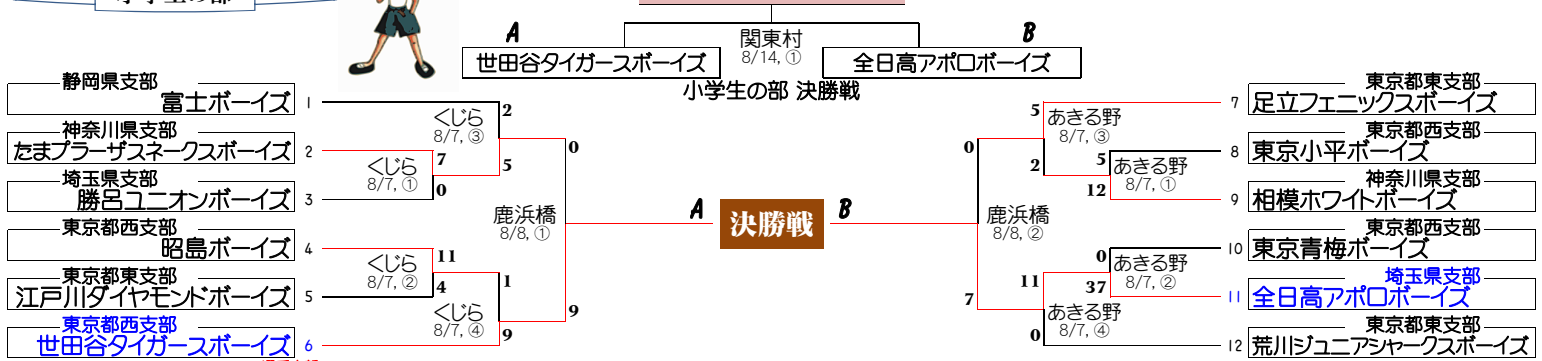 A
B
関東村
8/14, ①
世田谷タイガースボーイズ
全日高アポロボーイズ
小学生の部 決勝戦
静岡県支部
富士ボーイズ 1
神奈川県支部
たまプラーザスネークスボーイズ 2
埼玉県支部
勝呂ユニオンボーイズ 3
東京都西支部
昭島ボーイズ 4
東京都東支部
江戸川ダイヤモンドボーイズ 5
東京都西支部
世田谷タイガースボーイズ 6
くじら
8/7, ③
2
5
くじら
8/7, ①
7
0
くじら
8/7, ②
11
4
くじら
8/7, ④
1
9
鹿浜橋
8/8, ①
0
9
A 決勝戦 B
0
7
鹿浜橋
8/8, ②
5
2
あきる野
8/7, ③
5
12
あきる野
8/7, ①
0
37
あきる野
8/7, ②
11
0
あきる野
8/7, ④
東京都東支部
7 足立フェニックスボーイズ
東京都西支部
8 東京小平ボーイズ
神奈川県支部
9 相模ホワイトボーイズ
東京都西支部
10 東京青梅ボーイズ
埼玉県支部
11 全日高アポロボーイズ
東京都東支部
12 荒川ジュニアシャークスボーイズ